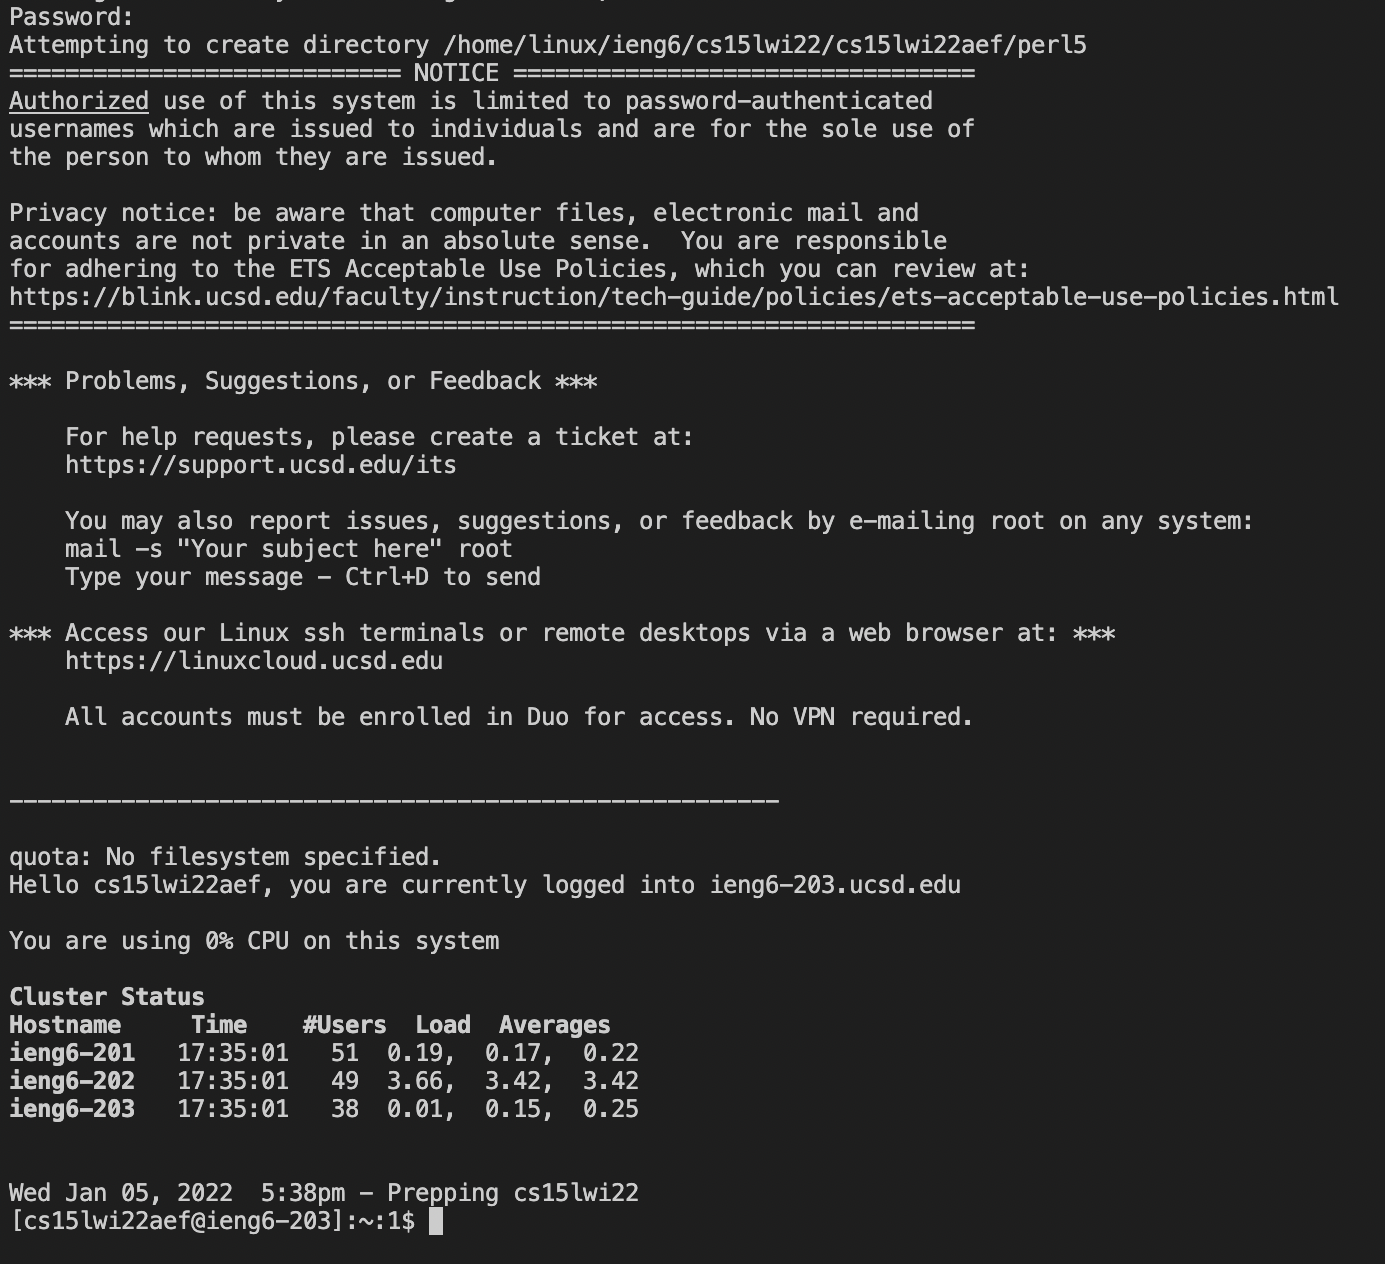 Password:
Attempting to create directory /home/linux/ieng6/cs15lwi22/cs15lwi22aef/perl5
============================ NOTICE =================================
Authorized use of this system is limited to password-authenticated
usernames which are issued to individuals and are for the sole use of
the person to whom they are issued.

Privacy notice: be aware that computer files, electronic mail and
accounts are not private in an absolute sense.  You are responsible
for adhering to the ETS Acceptable Use Policies, which you can review at:
https://blink.ucsd.edu/faculty/instruction/tech-guide/policies/ets-acceptable-use-policies.html
=====================================================================

*** Problems, Suggestions, or Feedback ***

    For help requests, please create a ticket at:
    https://support.ucsd.edu/its

    You may also report issues, suggestions, or feedback by e-mailing root on any system:
    mail -s "Your subject here" root
    Type your message - Ctrl+D to send

*** Access our Linux ssh terminals or remote desktops via a web browser at: ***
    https://linuxcloud.ucsd.edu

    All accounts must be enrolled in Duo for access. No VPN required.


-------------------------------------------------------

quota: No filesystem specified.
Hello cs15lwi22aef, you are currently logged into ieng6-203.ucsd.edu

You are using 0% CPU on this system

Cluster Status
Hostname     Time    #Users  Load  Averages
ieng6-201   17:35:01   51  0.19,  0.17,  0.22
ieng6-202   17:35:01   49  3.66,  3.42,  3.42
ieng6-203   17:35:01   38  0.01,  0.15,  0.25


Wed Jan 05, 2022  5:38pm - Prepping cs15lwi22
[cs15lwi22aef@ieng6-203]:~:1$